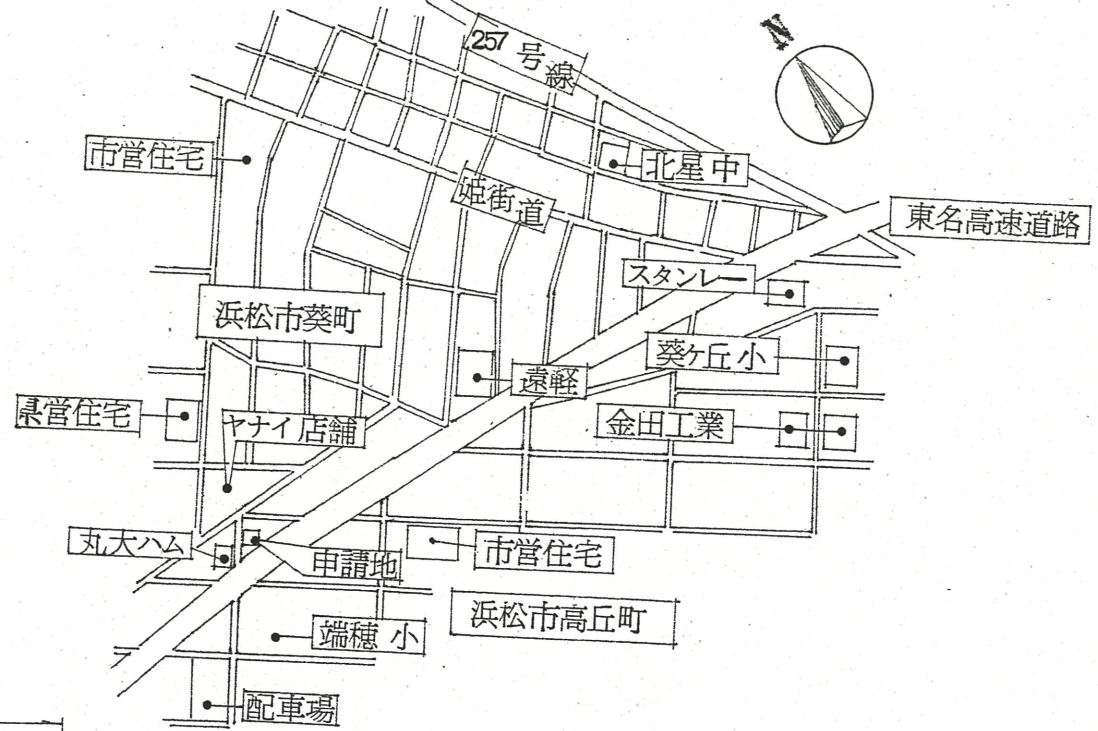 N
257号線
市営住宅
北星中
姫街道
東名高速道路
スタンレー
浜松市葵町
葵ヶ丘小
遠軽
県営住宅
ヤナイ店舗
金田工業
丸大ハム
申請地
市営住宅
浜松市高丘町
端穂小
配車場